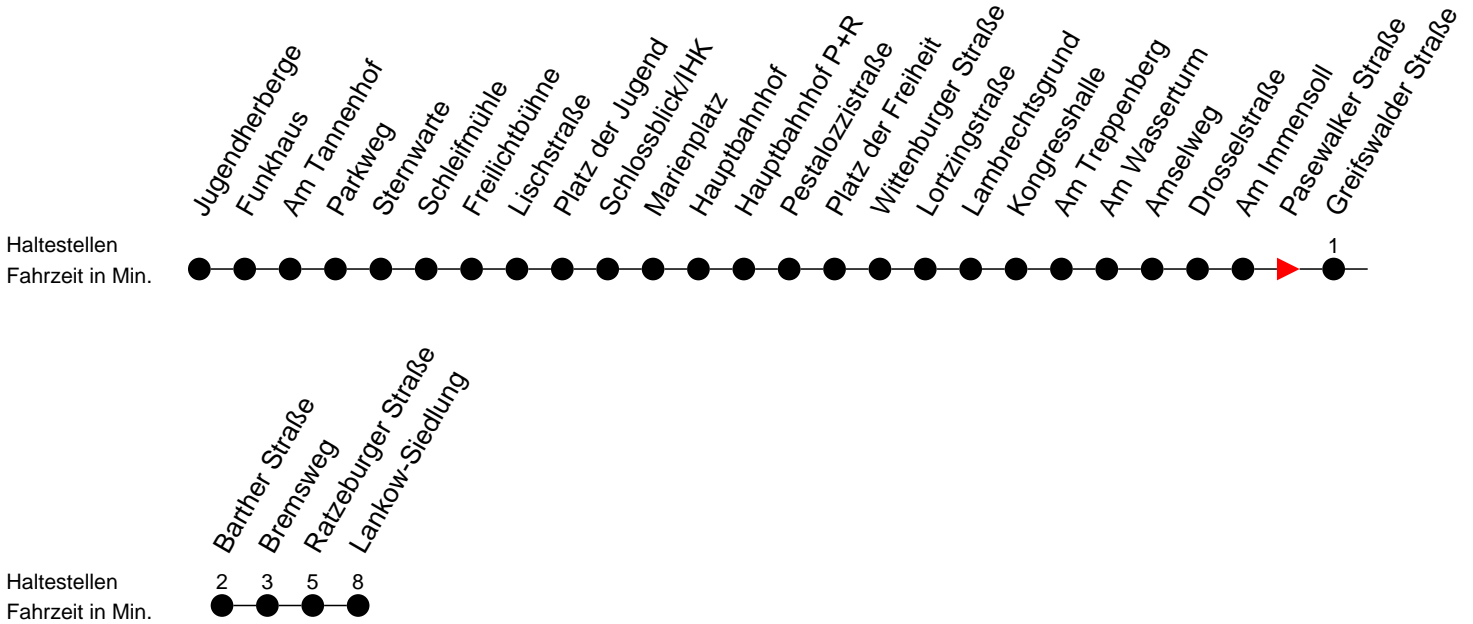 Jugendherberge
Funkhaus
Am Tannenhof
Parkweg
Sternwarte
Schleifmühle
Freilichtbühne
Lischstraße
Platz der Jugend
Schlossblick/IHK
Marienplatz
Hauptbahnhof
Hauptbahnhof P+R
Pestalozzistraße
Platz der Freiheit
Wittenburger Straße
Lortzingstraße
Lambrechtsgrund
Kongresshalle
Am Treppenberg
Am Wasserturm
Amselweg
Drosselstraße
Am Immensoll
Pasewalker Straße
Greifswalder Straße
Haltestellen
1
Fahrzeit in Min.
Barther Straße
Bremsweg
Ratzeburger Straße
Lankow-Siedlung
Haltestellen
2 3 5 8
Fahrzeit in Min.